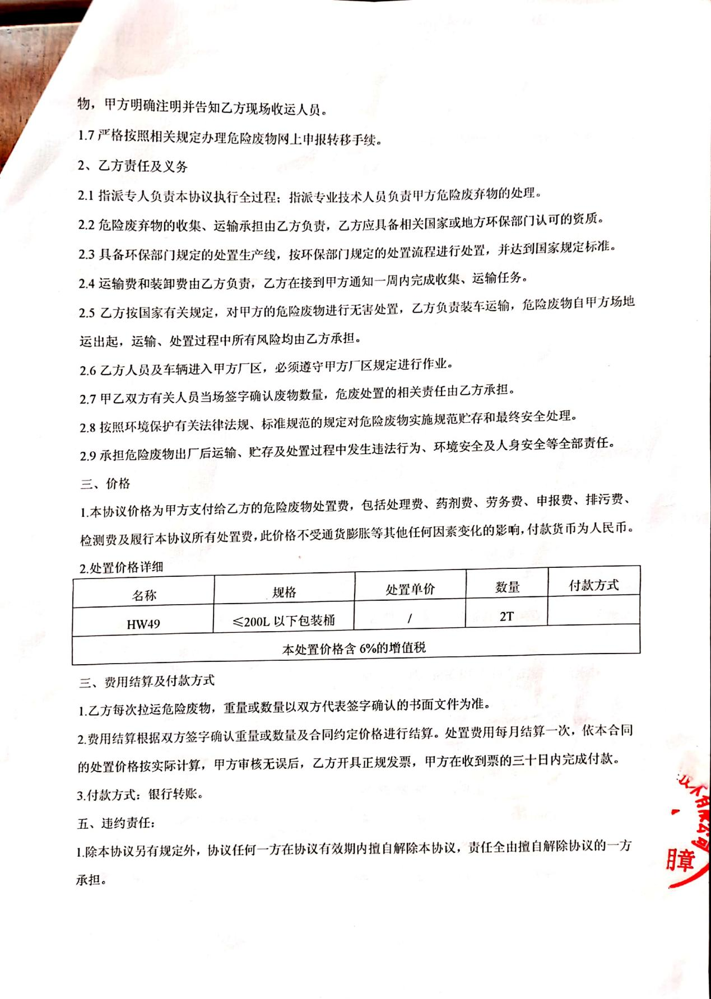 物，甲方明确注明并告知乙方现场收运人员。
1.7 严格按照相关规定办理危险废物网上申报转移手续。
2、乙方责任及义务
2.1 指派专人负责本协议执行全过程；指派专业技术人员负责甲方危险废弃物的处理。
2.2 危险废弃物的收集、运输承担由乙方负责，乙方应具备相关国家或地方环保部门认可的资质。
2.3 具备环保部门规定的处置生产线，按环保部门规定的处置流程进行处置，并达到国家规定标准。
2.4 运输费和装卸费由乙方负责，乙方在接到甲方通知一周内完成收集、运输任务。
2.5 乙方按国家有关规定，对甲方的危险废物进行无害处置，乙方负责装车运输，危险废物自甲方场地
运出起，运输、处置过程中所有风险均由乙方承担。
2.6 乙方人员及车辆进入甲方厂区，必须遵守甲方厂区规定进行作业。
2.7 甲乙双方有关人员当场签字确认废物数量，危废处置的相关责任由乙方承担。
2.8 按照环境保护有关法律法规、标准规范的规定对危险废物实施规范贮存和最终安全处理。
2.9 承担危险废物出厂后运输、贮存及处置过程中发生违法行为、环境安全及人身安全等全部责任。
三、价格
1.本协议价格为甲方支付给乙方的危险废物处置费，包括处理费、药剂费、劳务费、申报费、排污费、
检测费及履行本协议所有处置费，此价格不受通货膨胀等其他任何因素变化的影响，付款货币为人民币。
2.处置价格详细
名称 规格 处置单价 数量 付款方式
HW49 ≤200L 以下包装桶 / 2T
本处置价格含 6%的增值税
三、费用结算及付款方式
1.乙方每次拉运危险废物，重量或数量以双方代表签字确认的书面文件为准。
2.费用结算根据双方签字确认重量或数量及合同约定价格进行结算。处置费用每月结算一次，依本合同
的处置价格按实际计算，甲方审核无误后，乙方开具正规发票，甲方在收到票的三十日内完成付款。
3.付款方式：银行转账。
五、违约责任：
1.除本协议另有规定外，协议任何一方在协议有效期内擅自解除本协议，责任全由擅自解除协议的一方
承担。
有限公司
章